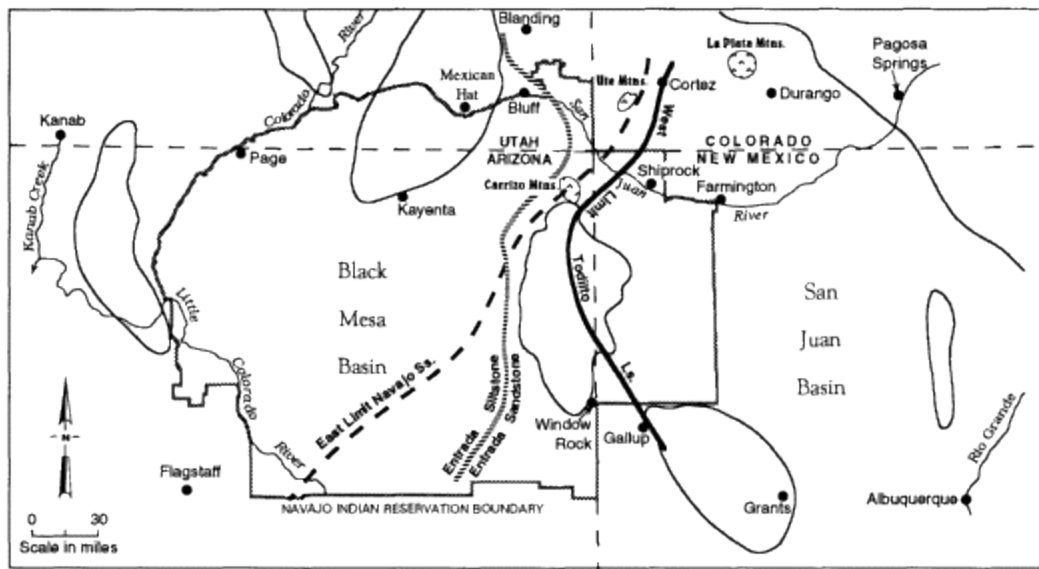 Blanding
River
La Plata Mtns.
Pagosa
Springs
Ute Mtns.
Cortez
Mexican
Hat
Bluff
Durango
Colorado
San
West
Kanab
UTAH
ARIZONA
COLORADO
NEW MEXICO
Page
Shiprock
Carrizo Mtns.
Juan
Farmington
Kayenta
Limit
River
Kanab Creek
Todilto
Black
Mesa
Basin
San
Juan
Basin
Little
Colorado
River
East Limit Navajo Ss.
Siltstone
Sandstone
Entrada
Entrada
Ls.
Window
Rock
Gallup
Rio Grande
N
Flagstaff
Grants
Albuquerque
NAVAJO INDIAN RESERVATION BOUNDARY
0 30
Scale in miles